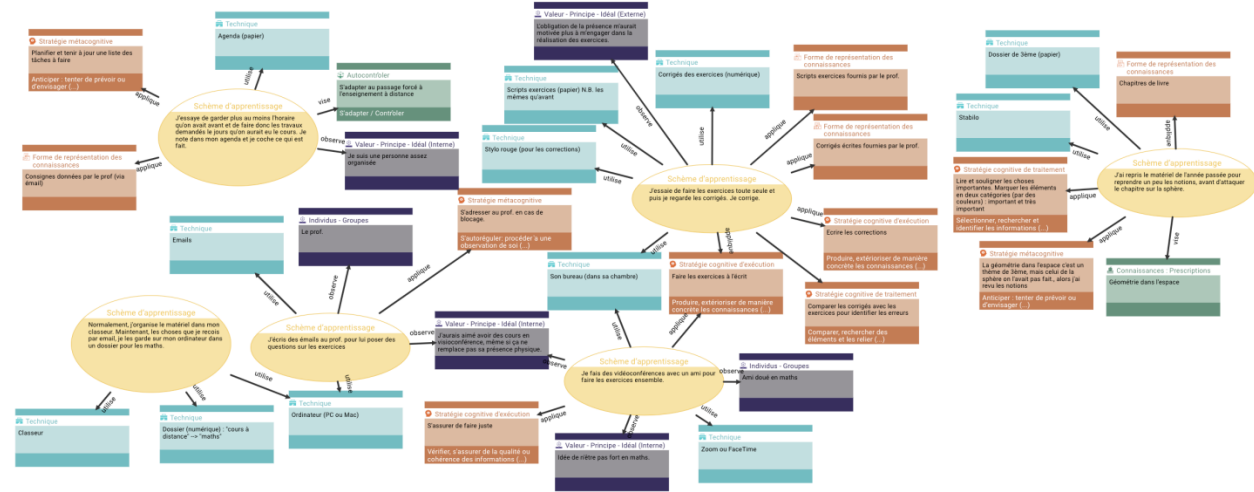 Technique
Agenda (papier)
Stratégie métacognitive
Planifier et tenir à jour une liste des
tâches à faire
Anticiper : tenter de prévoir ou
d'envisager (...)
utilise
applique
Autocontrôler
S'adapter au passage forcé à
l'enseignement à distance
S'adapter / Contrôler
vise
Schème d'apprentissage
J'essaye de garder plus au moins l'horaire
qu'on avait avant et de faire donc les travaux
demandés le jours qu'on aurait eu le cours. Je
note dans mon agenda et je coche ce qui est
fait.
observe
Valeur - Principe - Idéal (Interne)
Je suis une personne assez
organisée
applique
Forme de représentation des
connaissances
Consignes données par le prof (via
émail)
Valeur - Principe - Idéal (Externe)
L'obligation de la présence m'aurait
motivée plus à m'engager dans la
réalisation des exercices.
Technique
Scripts exercices (papier) N.B. les
mêmes qu'avant
Technique
Corrigés des exercices (numérique)
Forme de représentation des
connaissances
Scripts exercices fournis par le prof.
Technique
Stylo rouge (pour les corrections)
Forme de représentation des
connaissances
Corrigés écrites fournies par le prof.
observe
utilise
utilise
applique
utilise
applique
Schème d'apprentissage
J'essaie de faire les exercices toute seule et
puis je regarde les corrigés. Je corrige.
applique
Stratégie cognitive d'exécution
Ecrire les corrections
Produire, extérioriser de manière
concrète les connaissances (...)
utilise
applique
applique
Technique
Son bureau (dans sa chambre)
Stratégie cognitive d'exécution
Faire les exercices à l'écrit
Produire, extérioriser de manière
concrète les connaissances (...)
Stratégie cognitive de traitement
Comparer les corrigés avec les
exercices pour identifier les erreurs
Comparer, rechercher des
éléments et les relier (...)
Stratégie métacognitive
S'adresser au prof. en cas de
blocage.
S'autoréguler: procéder à une
observation de soi (...)
Individus - Groupes
Le prof.
Technique
Emails
utilise
observe
applique
Schème d'apprentissage
Normalement, j'organise le matériel dans mon
classeur. Maintenant, les choses que je recois
par email, je les garde sur mon ordinateur dans
un dossier pour les maths.
Schème d'apprentissage
J'écris des émails au prof. pour lui poser des
questions sur les exercices
observe
Valeur - Principe - Idéal (Interne)
J'aurais aimé avoir des cours en
visioconférence, même si ça ne
remplace pas sa présence physique.
utilise
utilise
utilise
utilise
Technique
Classeur
Technique
Dossier (numérique) : "cours à
distance" --> "maths"
Technique
Ordinateur (PC ou Mac)
utilise
applique
observe
Schème d'apprentissage
Je fais des vidéoconférences avec un ami pour
faire les exercices ensemble.
observe
Individus - Groupes
Ami doué en maths
applique
observe
utilise
Stratégie cognitive d'exécution
S'assurer de faire juste
Vérifier, s'assurer de la qualité ou
cohérence des informations (...)
Valeur - Principe - Idéal (Interne)
Idée de n'être pas fort en maths.
Technique
Zoom ou FaceTime
Technique
Dossier de 3ème (papier)
Forme de représentation des
connaissances
Chapitres de livre
Technique
Stabilo
utilise
applique
utilise
Stratégie cognitive de traitement
Lire et souligner les choses
importantes. Marquer les éléments
en deux catégories (par des
couleurs) : important et très
important
Sélectionner, rechercher et
identifier les informations (...)
applique
Schème d'apprentissage
J'ai repris le matériel de l'année passée pour
reprendre un peu les notions, avant d'attaquer
le chapitre sur la sphère.
applique
vise
Stratégie métacognitive
La géométrie dans l'espace c'est un
thème de 3ème, mais celui de la
sphère on l'avait pas fait., alors j'ai
revu les notions
Anticiper : tenter de prévoir ou
d'envisager (...)
Connaissances : Prescriptions
Géométrie dans l'espace